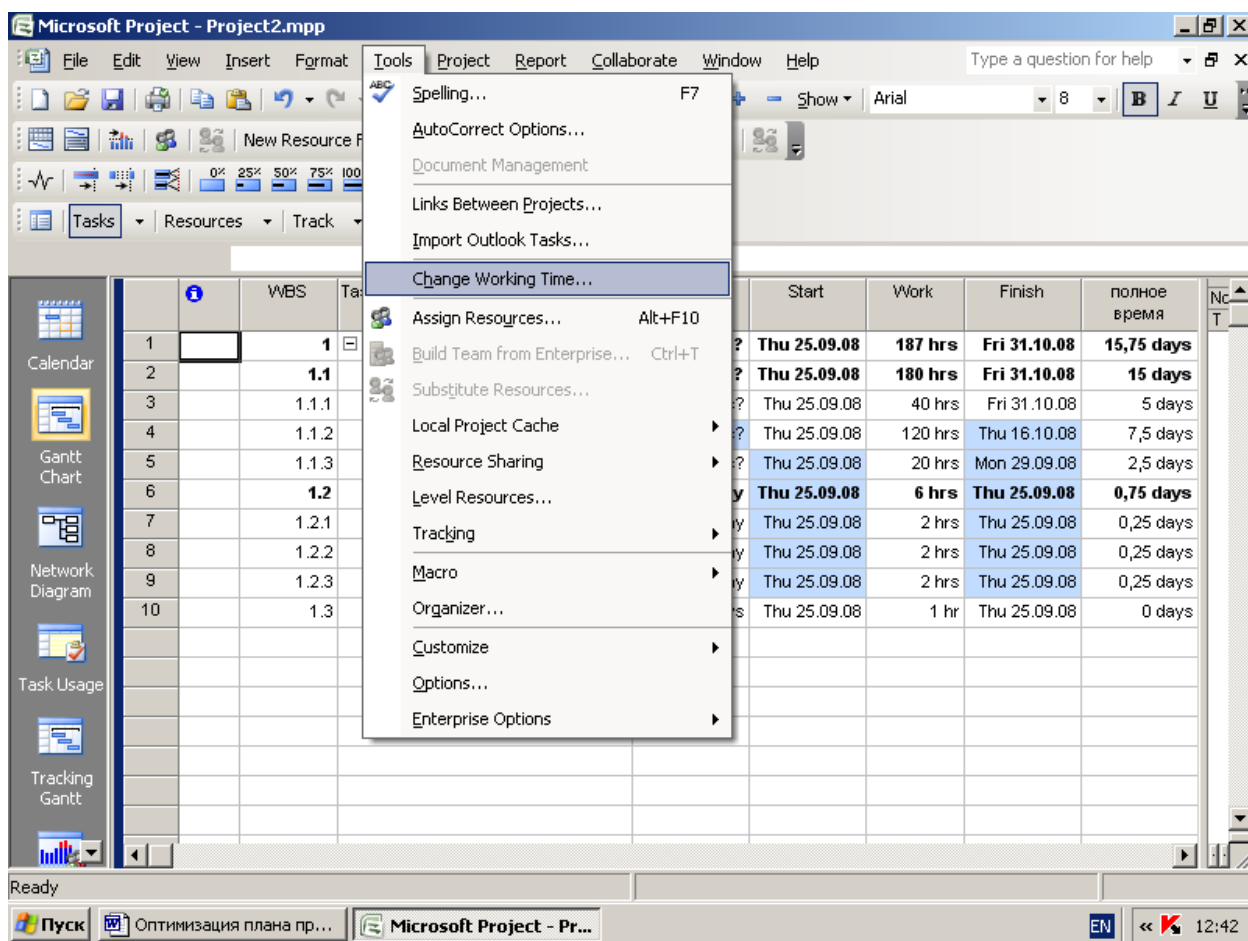 Microsoft Project - Project2.mpp
File Edit View Insert Format Tools Project Report Collaborate Window Help Type a question for help
Show Arial 8 B I U
New Resource
0% 25% 50% 75% 100
Tasks Resources Track
ABC Spelling... F7
AutoCorrect Options...
Document Management
Links Between Projects...
Import Outlook Tasks...
Change Working Time...
Assign Resources... Alt+F10
Build Team from Enterprise... Ctrl+T
Substitute Resources...
Local Project Cache
Resource Sharing
Level Resources...
Tracking
Macro
Organizer...
Customize
Options...
Enterprise Options
Calendar
Gantt
Chart
Network
Diagram
Task Usage
Tracking
Gantt
WBS Start Work Finish полное
время T
1 1 ? Thu 25.09.08 187 hrs Fri 31.10.08 15,75 days
2 1.1 ? Thu 25.09.08 180 hrs Fri 31.10.08 15 days
3 1.1.1 ? Thu 25.09.08 40 hrs Fri 31.10.08 5 days
4 1.1.2 ? Thu 25.09.08 120 hrs Thu 16.10.08 7,5 days
5 1.1.3 ? Thu 25.09.08 20 hrs Mon 29.09.08 2,5 days
6 1.2 y Thu 25.09.08 6 hrs Thu 25.09.08 0,75 days
7 1.2.1 ay Thu 25.09.08 2 hrs Thu 25.09.08 0,25 days
8 1.2.2 ay Thu 25.09.08 2 hrs Thu 25.09.08 0,25 days
9 1.2.3 ay Thu 25.09.08 2 hrs Thu 25.09.08 0,25 days
10 1.3 s Thu 25.09.08 1 hr Thu 25.09.08 0 days
Ready
Пуск Оптимизация плана пр... Microsoft Project - Pr... EN « 12:42